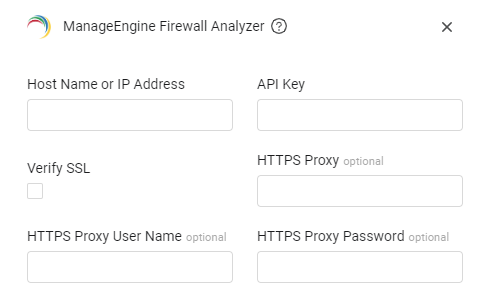 ManageEngine Firewall Analyzer ?
Host Name or IP Address
API Key
Verify SSL
HTTPS Proxy optional
HTTPS Proxy User Name optional
HTTPS Proxy Password optional